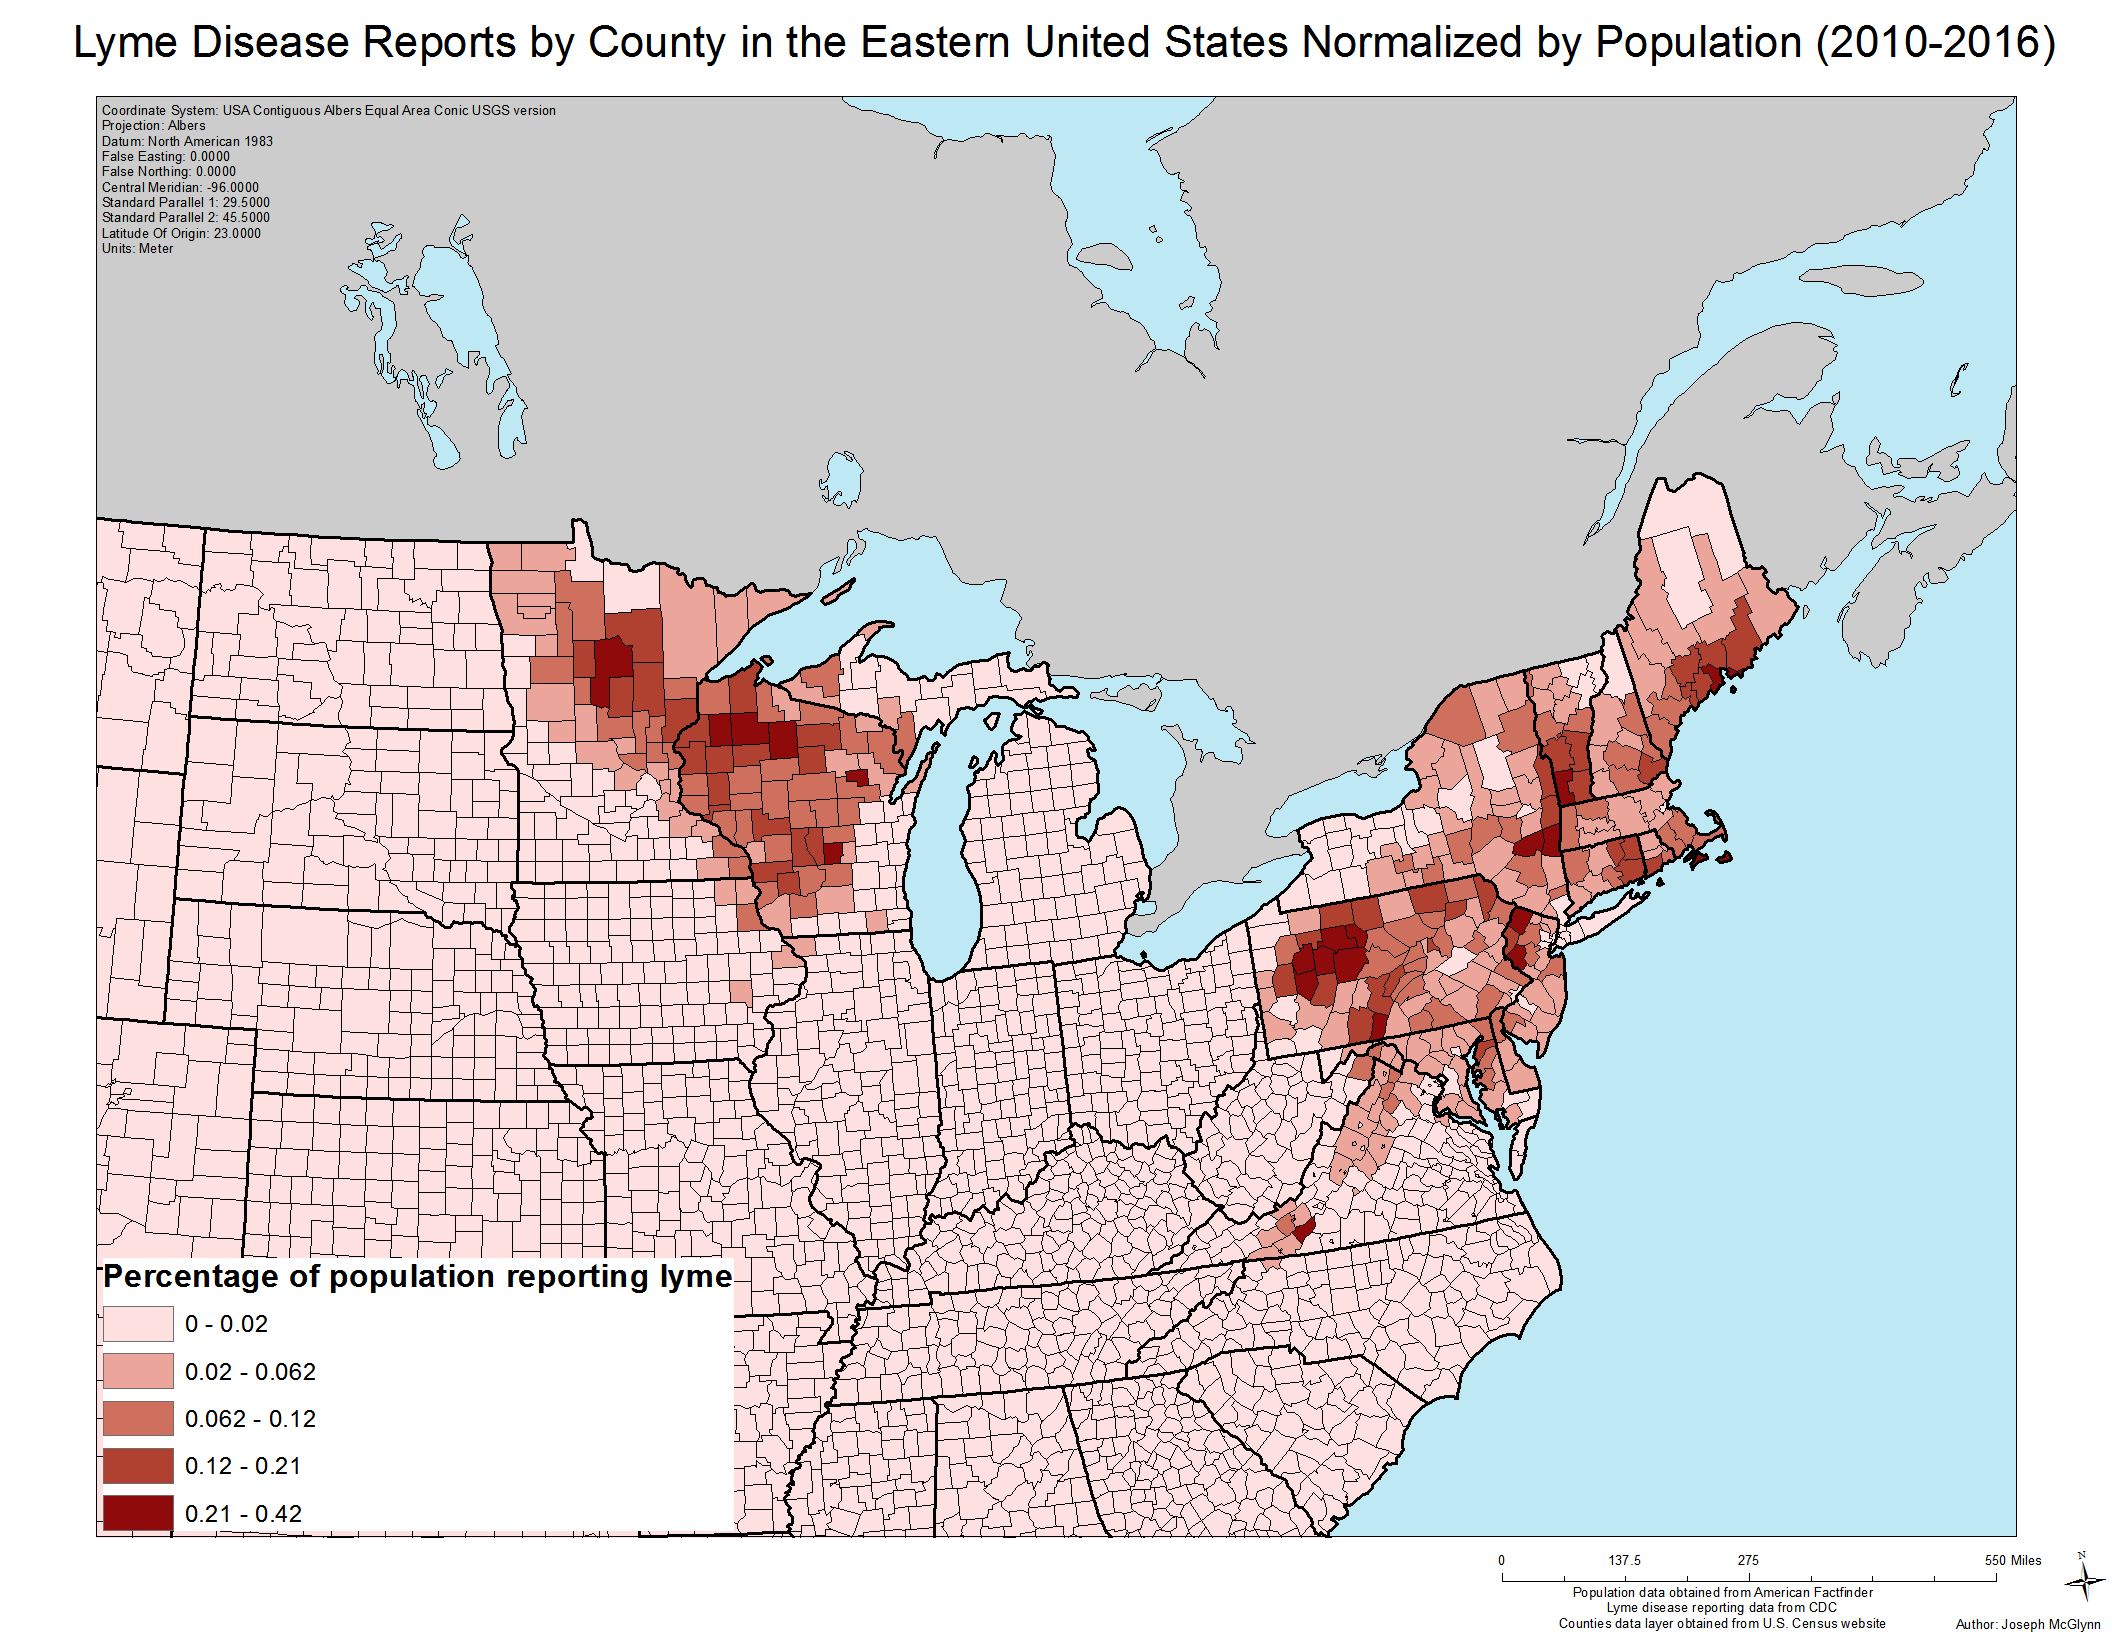 Lyme Disease Reports by County in the Eastern United States Normalized by Population (2010-2016)
Coordinate System: USA Contiguous Albers Equal Area Conic USGS version
Projection: Albers
Datum: North American 1983
False Easting: 0.0000
False Northing: 0.0000
Central Meridian: -96.0000
Standard Parallel 1: 29.5000
Standard Parallel 2: 45.5000
Latitude Of Origin: 23.0000
Units: Meter
Percentage of population reporting lyme
0 - 0.02
0.02 - 0.062
0.062 - 0.12
0.12 - 0.21
0.21 - 0.42
0 137.5 275 550 Miles
N
Population data obtained from American Factfinder
Lyme disease reporting data from CDC
Counties data layer obtained from U.S. Census website
Author: Joseph McGlynn